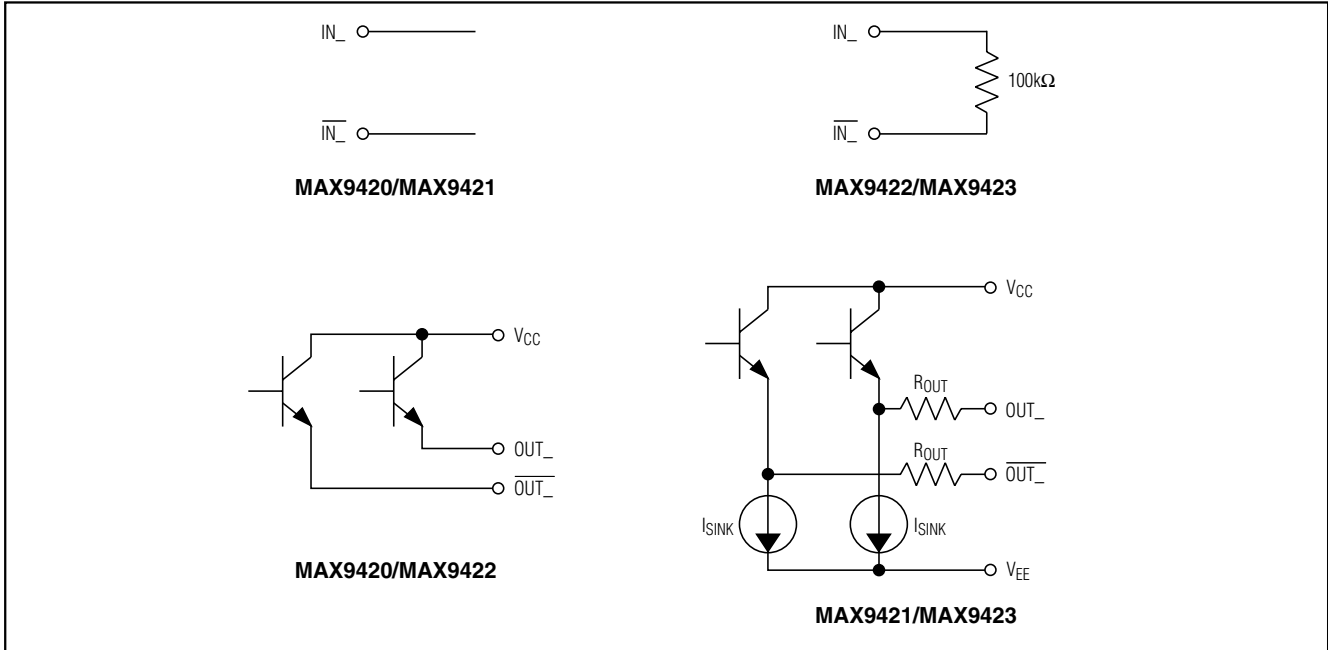 IN_
IN_
100kΩ
IN_
IN_
MAX9420/MAX9421
MAX9422/MAX9423
VCC
OUT_
OUT_
MAX9420/MAX9422
VCC
ROUT
OUT_
ROUT
OUT_
ISINK
ISINK
VEE
MAX9421/MAX9423